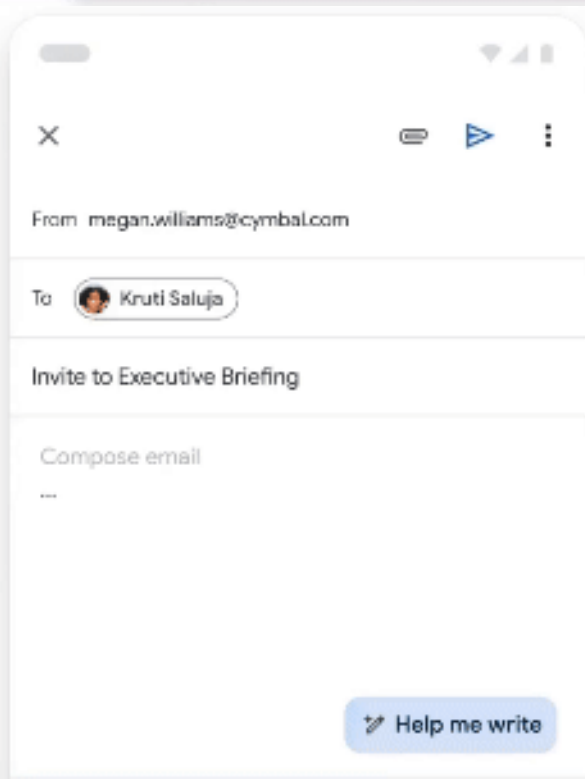 From megan.williams@cymbal.com
To Kruti Saluja
Invite to Executive Briefing
Compose email
...
Help me write